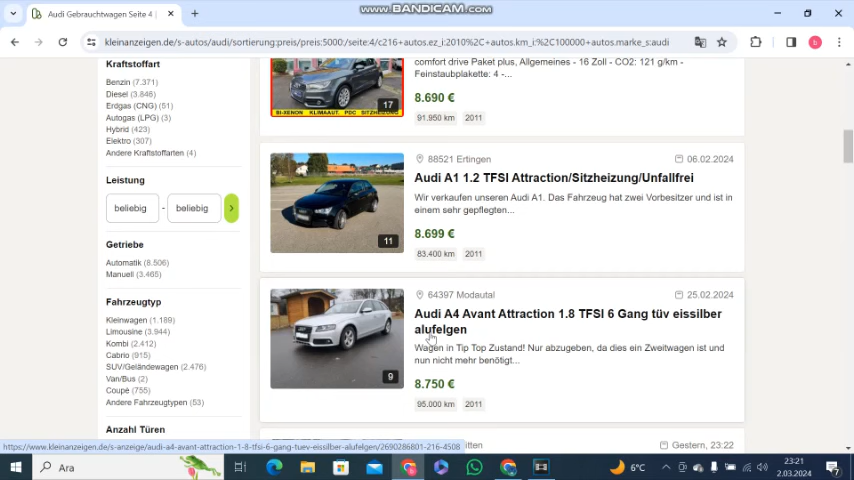 WWW.BANDICAM.COM
Audi Gebrauchtwagen Seite 4 |
kleinanzeigen.de/s-autos/audi/sortierung:preis/preis:5000:/seite:4/c216+autos.ez_i:2010%2C+autos.km_i:%2C100000+autos.marke_s:audi
b
Kraftstoffart
Benzin (7.371)
Diesel (3.846)
Erdgas (CNG) (51)
Autogas (LPG) (3)
Hybrid (423)
Elektro (307)
Andere Kraftstoffarten (4)
Leistung
beliebig - beliebig
Getriebe
Automatik (8.506)
Manuell (3.465)
Fahrzeugtyp
Kleinwagen (1.189)
Limousine (3.944)
Kombi (2.412)
Cabrio (915)
SUV/Geländewagen (2.476)
Van/Bus (2)
Coupé (755)
Andere Fahrzeugtypen (53)
Anzahl Türen
comfort drive Paket plus, Allgemeines - 16 Zoll - CO2: 121 g/km -
Feinstaubplakette: 4 -...
17
BI-XENON KLIMAAUT. PDC SITZHEIZUNG
8.690 €
91.950 km 2011
88521 Ertingen 06.02.2024
Audi A1 1.2 TFSI Attraction/Sitzheizung/Unfallfrei
Wir verkaufen unseren Audi A1. Das Fahrzeug hat zwei Vorbesitzer und ist in
einem sehr gepflegten...
11
8.699 €
83.400 km 2011
64397 Modautal 25.02.2024
Audi A4 Avant Attraction 1.8 TFSI 6 Gang tüv eissilber
alufelgen
Wagen in Tip Top Zustand! Nur abzugeben, da dies ein Zweitwagen ist und
nun nicht mehr benötigt...
9
8.750 €
95.000 km 2011
Gestern, 23:22
https://www.kleinanzeigen.de/s-anzeige/audi-a4-avant-attraction-1-8-tfsi-6-gang-tuev-eissilber-alufelgen/2690286801-216-4508
Ara
6°C
23:21
2.03.2024
7